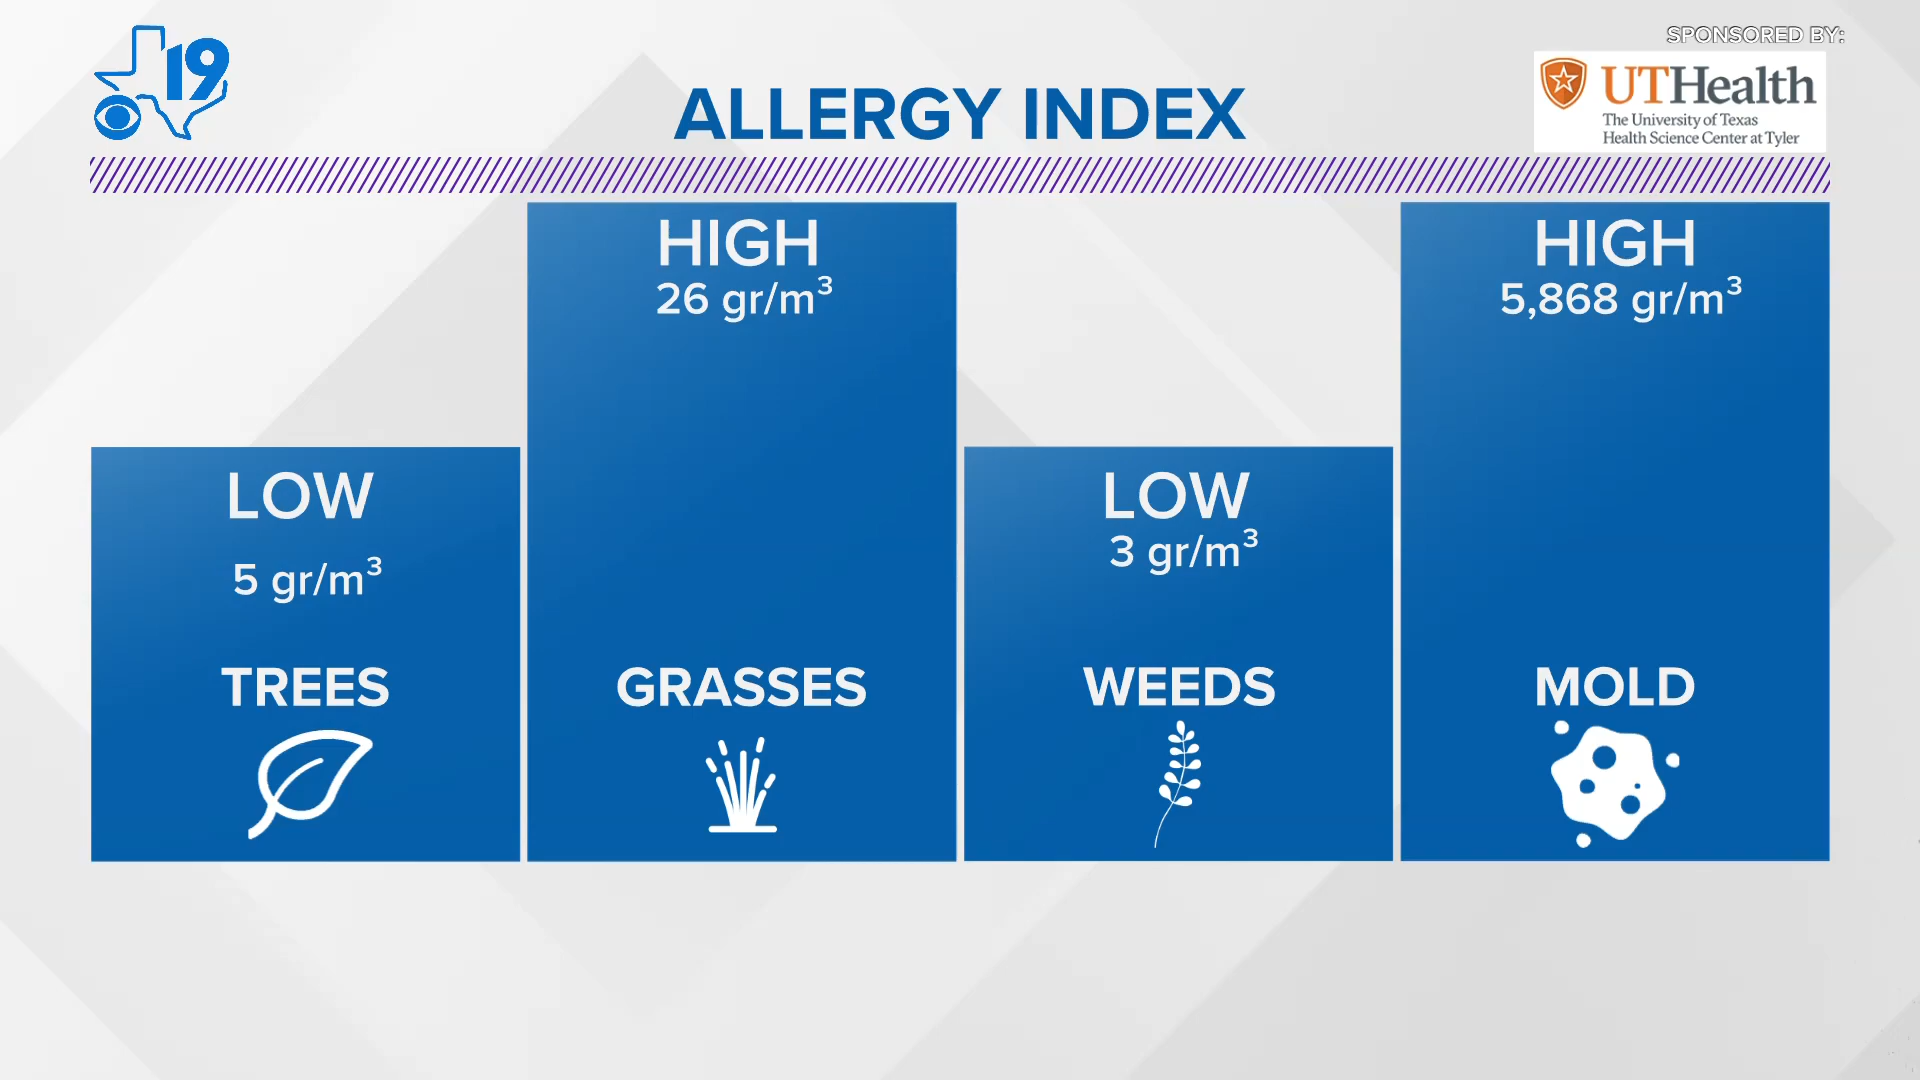 19
SPONSORED BY:
UTHealth
The University of Texas
Health Science Center at Tyler
ALLERGY INDEX
LOW
5 gr/m³
TREES
HIGH
26 gr/m³
GRASSES
LOW
3 gr/m³
WEEDS
HIGH
5,868 gr/m³
MOLD